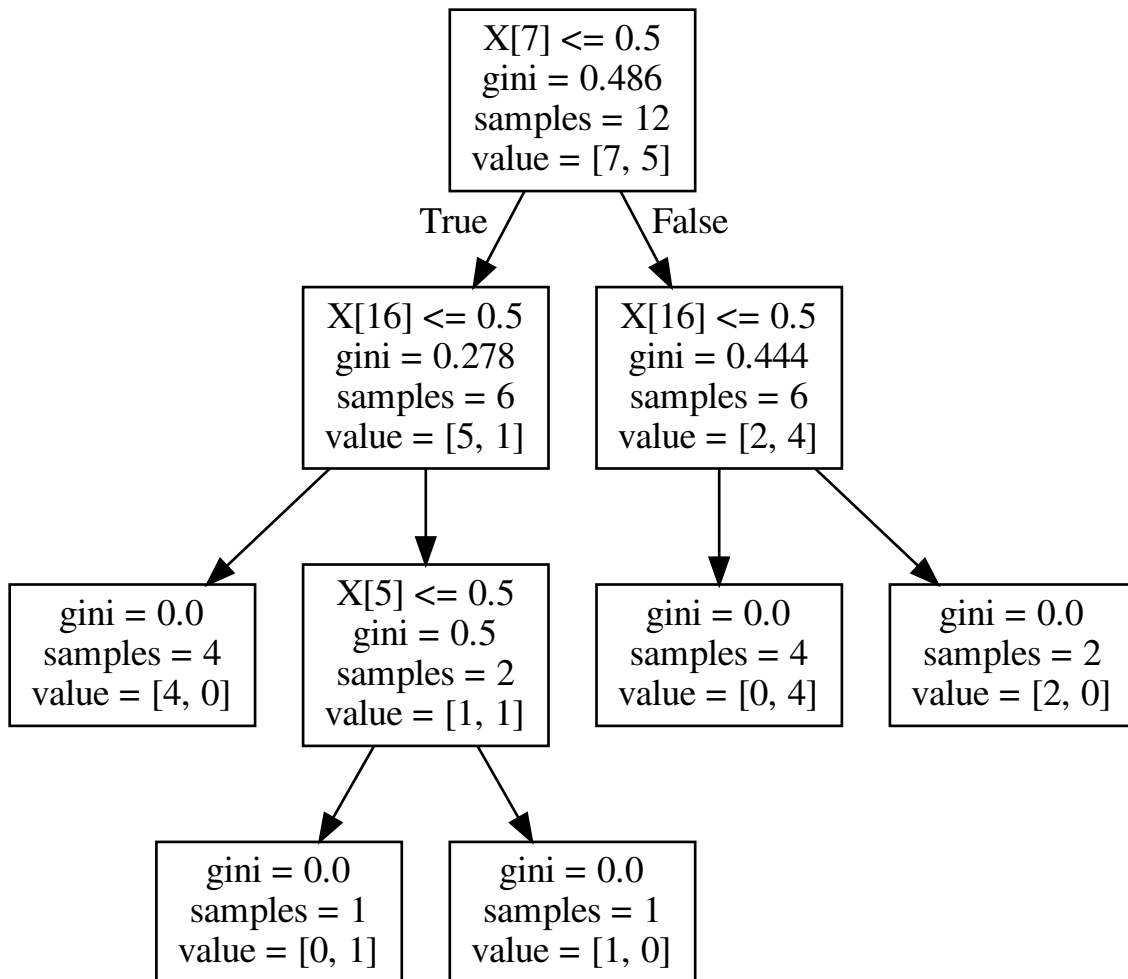 X[7] <= 0.5
gini = 0.486
samples = 12
value = [7, 5]
True
False
X[16] <= 0.5
gini = 0.278
samples = 6
value = [5, 1]
X[16] <= 0.5
gini = 0.444
samples = 6
value = [2, 4]
gini = 0.0
samples = 4
value = [4, 0]
X[5] <= 0.5
gini = 0.5
samples = 2
value = [1, 1]
gini = 0.0
samples = 4
value = [0, 4]
gini = 0.0
samples = 2
value = [2, 0]
gini = 0.0
samples = 1
value = [0, 1]
gini = 0.0
samples = 1
value = [1, 0]